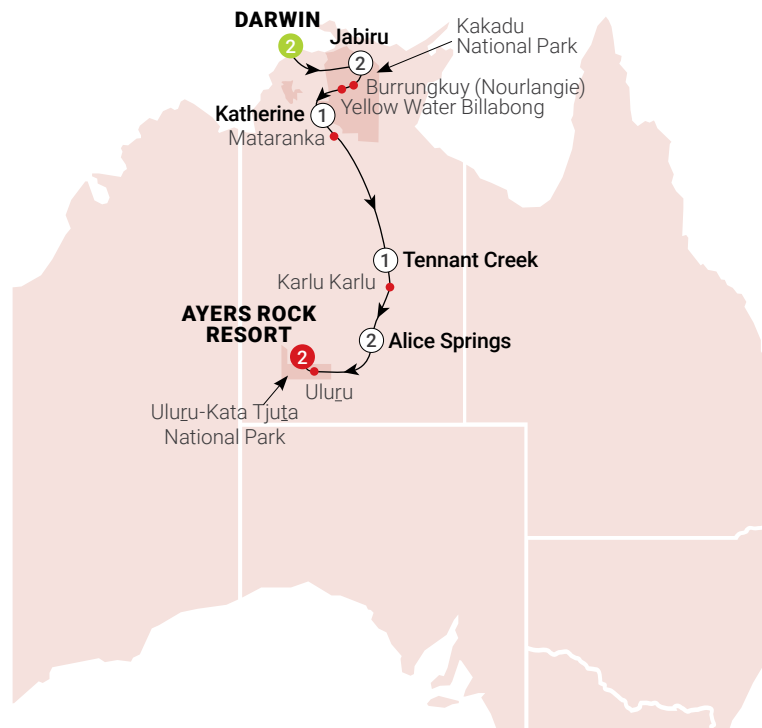 DARWIN
2
Jabiru
2
Kakadu
National Park
Burrungkuy (Nourlangie)
Yellow Water Billabong
Katherine
1
Mataranka
1
Tennant Creek
Karlu Karlu
AYERS ROCK
RESORT
2
2
Alice Springs
Uluṟu
Uluṟu-Kata Tjuṯa
National Park